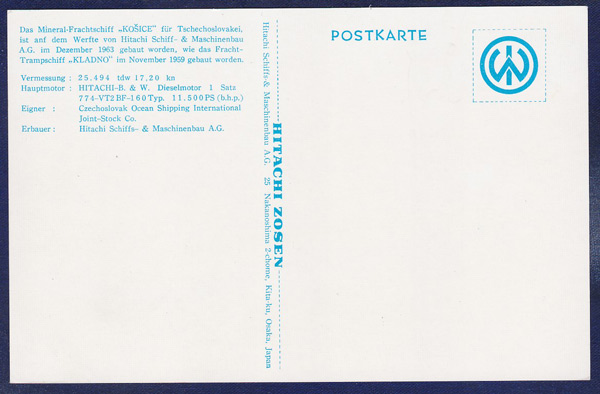 Das Mineral-Frachtschiff „KOŠICE" für Tschechoslovakei,
ist auf dem Werfte von Hitachi Schiff- & Maschinenbau
A.G. im Dezember 1963 gebaut worden, wie das Fracht-
Trampschiff „KLADNO" im November 1959 gebaut worden.
Vermessung : 25.494 tdw 17,20 kn
Hauptmotor : HITACHI-B. & W. Dieselmotor 1 Satz
774-VT2BF-160Typ. 11.500PS (b.h.p.)
Eigner : Czechoslovak Ocean Shipping International
Joint-Stock Co.
Erbauer : Hitachi Schiffs- & Maschinenbau A.G.
HITACHI ZOSEN
Hitachi Schiffs-& Maschinenbau A.G. 25 Nakanoshima 2-chome, Kita-ku, Osaka, Japan
POSTKARTE